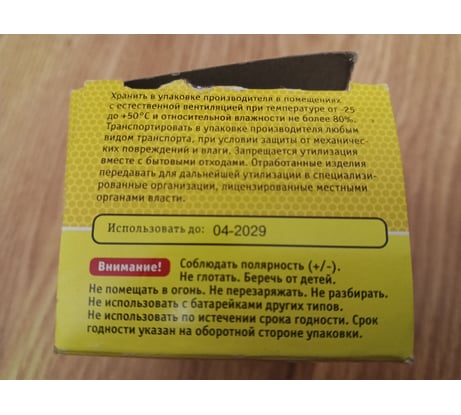 Хранить в упаковке производителя в помещениях
с естественной вентиляцией при температуре от -25
до +50°С и относительной влажности не более 80%.
Транспортировать в упаковке производителя любым
видом транспорта, при условии защиты от механичес-
ких повреждений и влаги. Запрещается утилизация
вместе с бытовыми отходами. Отработанные изделия
передавать для дальнейшей утилизации в специализи-
рованные организации, лицензированные местными
органами власти.
Использовать до: 04-2029
Внимание! Соблюдать полярность (+/-).
Не глотать. Беречь от детей.
Не помещать в огонь. Не перезаряжать. Не разбирать.
Не использовать с батарейками других типов.
Не использовать по истечении срока годности. Срок
годности указан на оборотной стороне упаковки.